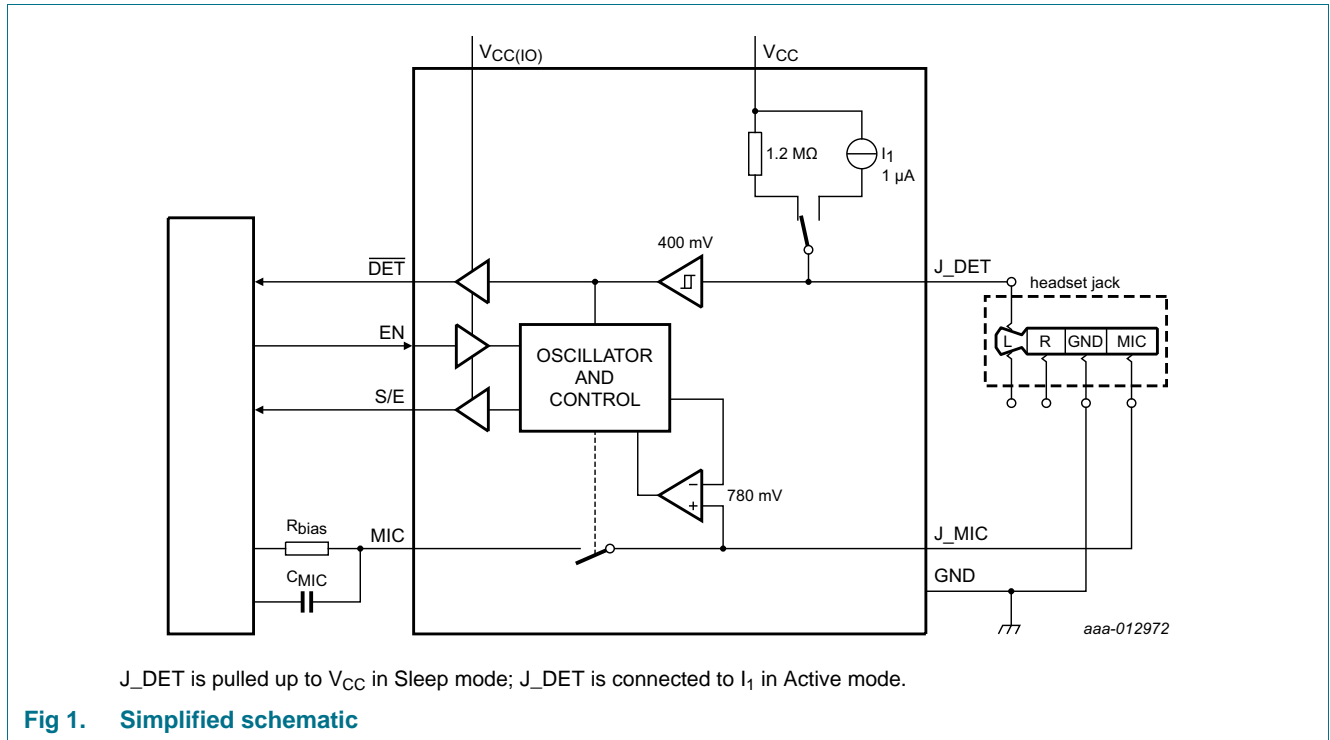 VCC(IO)
VCC
1.2 MΩ
I1
1 μA
400 mV
DET
J_DET
headset jack
EN
L R GND MIC
OSCILLATOR
AND
CONTROL
S/E
780 mV
Rbias
MIC
J_MIC
CMIC
GND
aaa-012972
J_DET is pulled up to VCC in Sleep mode; J_DET is connected to I1 in Active mode.
Fig 1. Simplified schematic